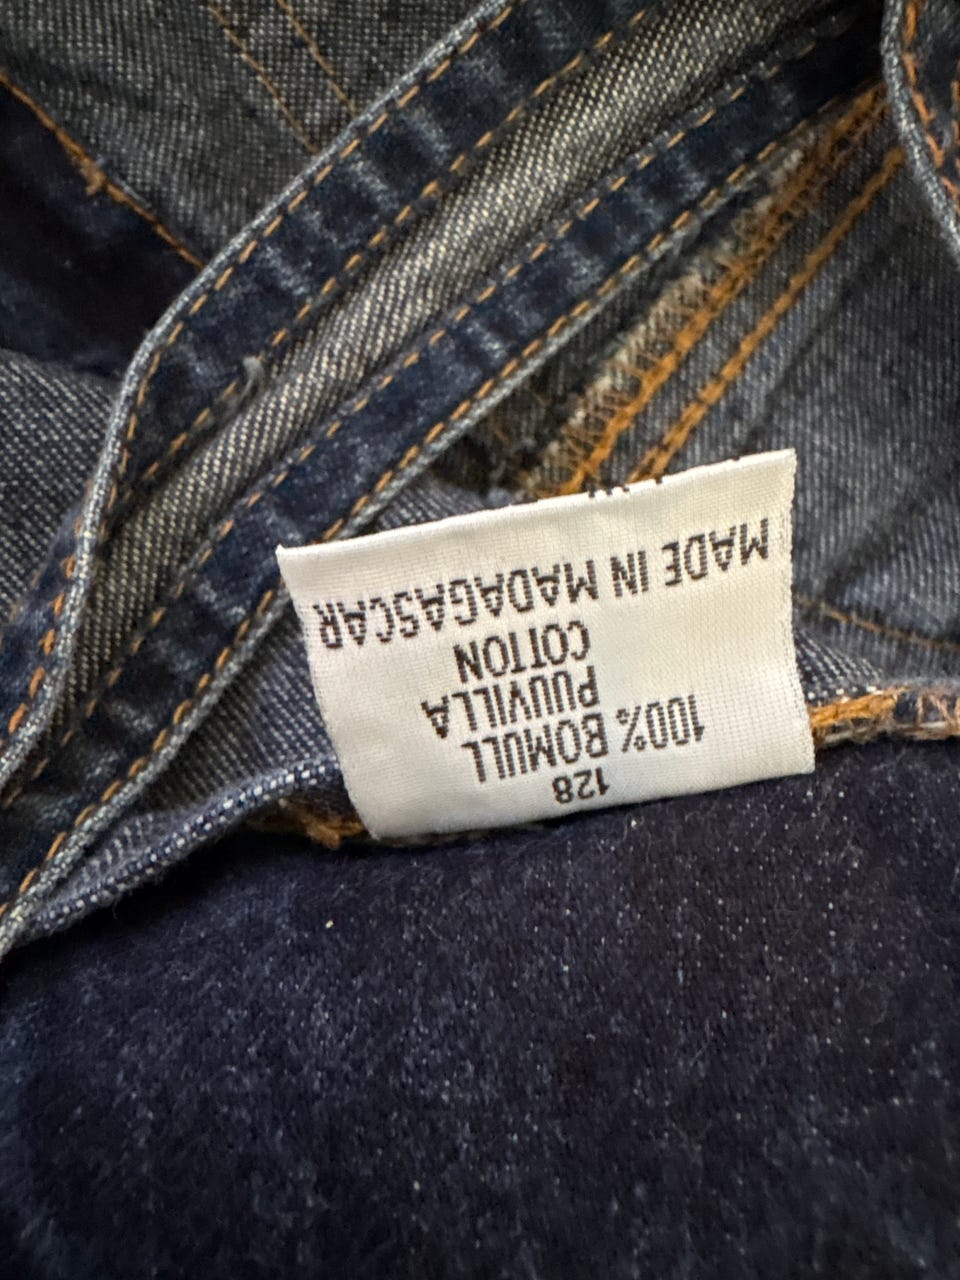 128
100% BOMULL
PUUVILLA
COTTON
MADE IN MADAGASCAR